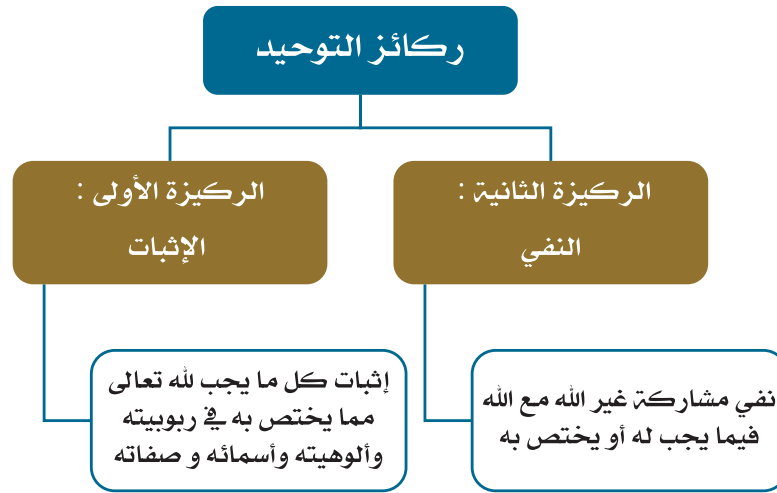 ركائز التوحيد
الركيزة الثانية :
النفي
نفي مشاركة غير الله مع الله
فيما يجب له أو يختص به
الركيزة الأولى :
الإثبات
إثبات كل ما يجب لله تعالى
مما يختص به في ربوبيته
وألوهيته وأسمائه و صفاته